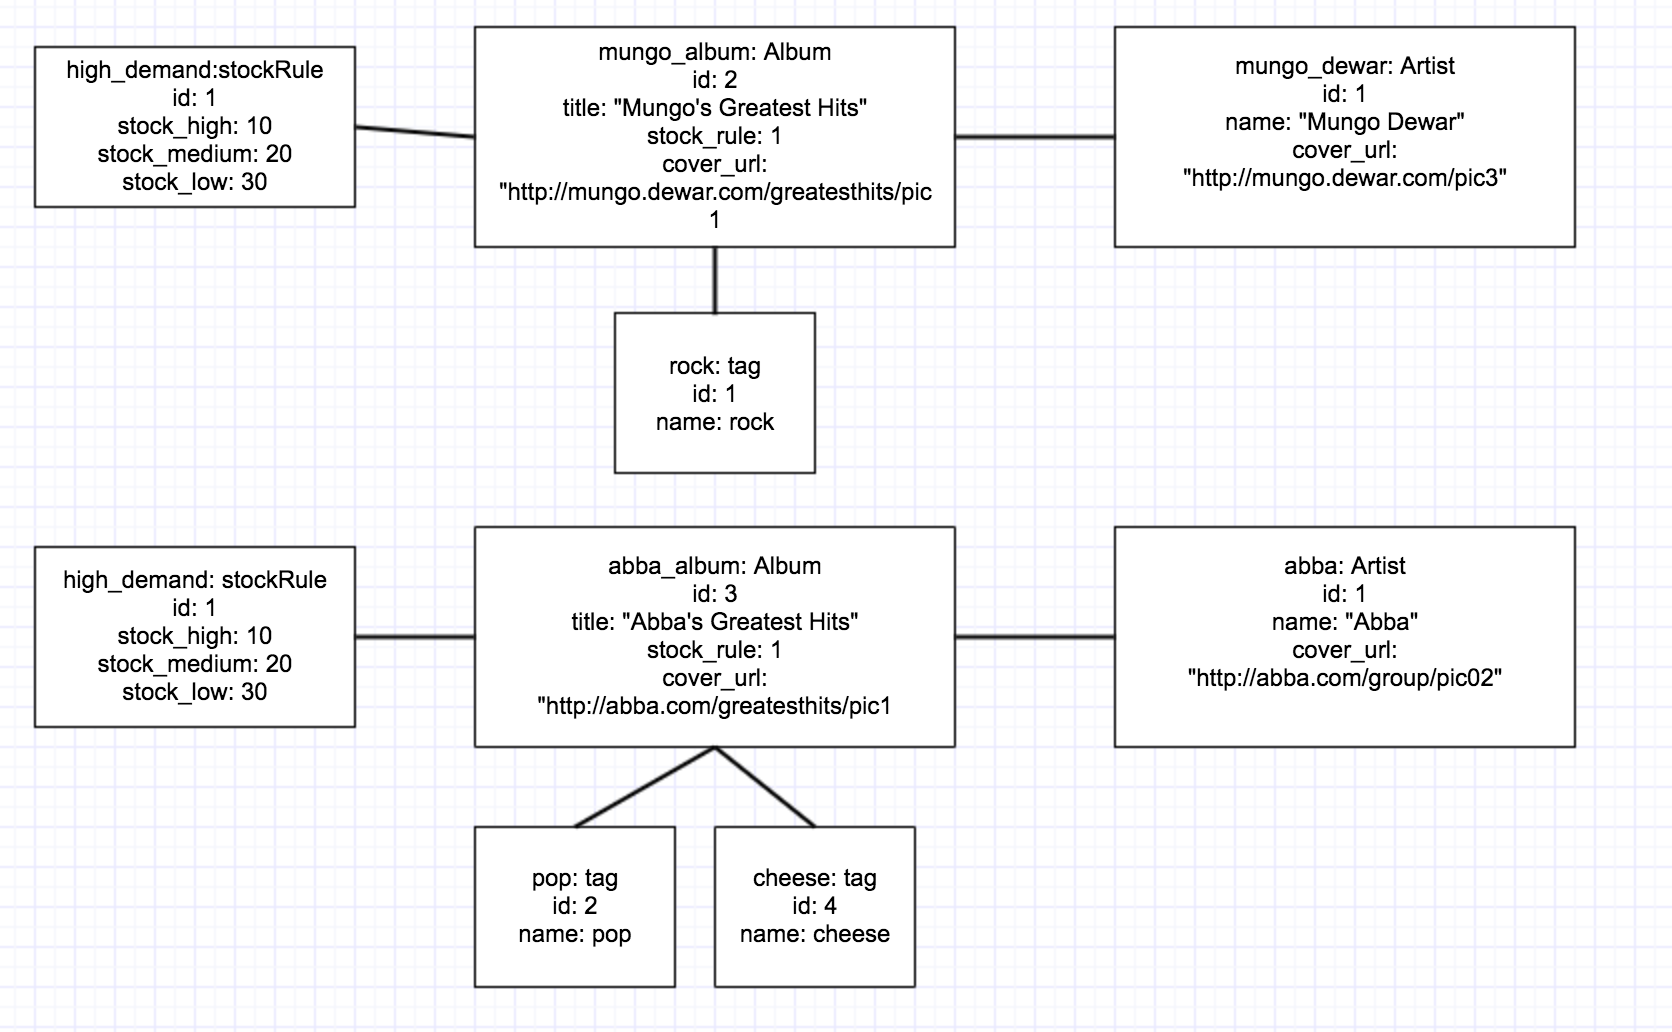 high_demand:stockRule
id: 1
stock_high: 10
stock_medium: 20
stock_low: 30
mungo_album: Album
id: 2
title: "Mungo's Greatest Hits"
stock_rule: 1
cover_url:
"http://mungo.dewar.com/greatesthits/pic
1
mungo_dewar: Artist
id: 1
name: "Mungo Dewar"
cover_url:
"http://mungo.dewar.com/pic3"
rock: tag
id: 1
name: rock
high_demand: stockRule
id: 1
stock_high: 10
stock_medium: 20
stock_low: 30
abba_album: Album
id: 3
title: "Abba's Greatest Hits"
stock_rule: 1
cover_url:
"http://abba.com/greatesthits/pic1
abba: Artist
id: 1
name: "Abba"
cover_url:
"http://abba.com/group/pic02"
pop: tag
id: 2
name: pop
cheese: tag
id: 4
name: cheese